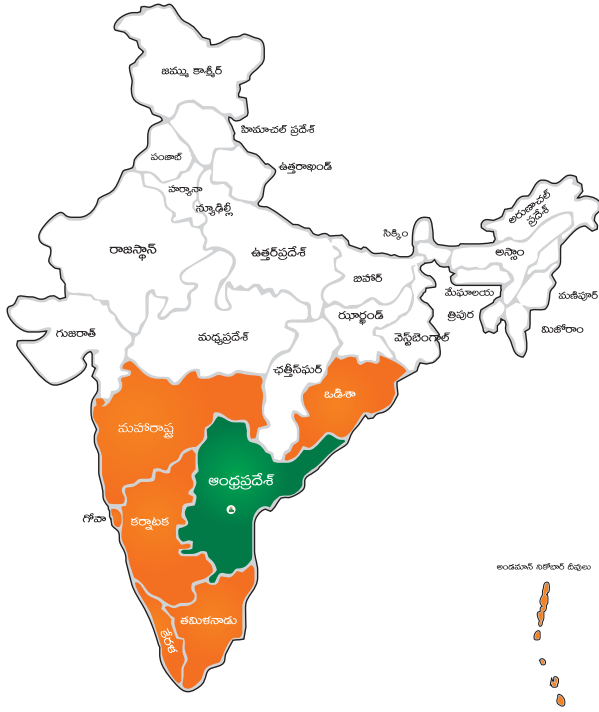 జమ్ము కాశ్మీర్
హిమాచల్ ప్రదేశ్
పంజాబ్
ఉత్తరాఖండ్
హర్యానా
న్యూఢిల్లీ
అరుణాచల్
ప్రదేశ్
సిక్కిం
రాజస్థాన్
ఉత్తర్‌ప్రదేశ్
అస్సాం
బిహార్
మేఘాలయ
మణిపూర్
త్రిపుర
ఝార్ఖండ్
మిజోరాం
గుజరాత్
మధ్యప్రదేశ్
వెస్ట్‌బెంగాల్
ఛత్తీస్‌ఘర్
ఒడిశా
మహారాష్ట్ర
ఆంధ్రప్రదేశ్
గోవా
కర్నాటక
అండమాన్ నికోబార్ దీవులు
తమిళనాడు
కేరళ